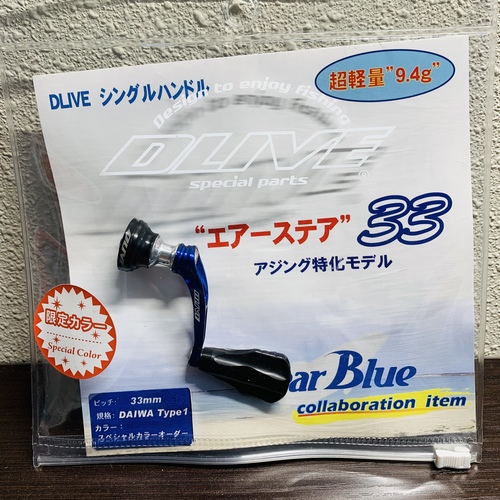 DLIVE シングルハンドル
超軽量"9.4g"
Design to enjoy fishing
DLIVE
special parts
"エアーステア" 33
アジング特化モデル
限定カラー
Special Color
ar Blue
collaboration item
ピッチ: 33mm
規格: DAIWA Type1
カラー:
スペシャルカラーオーダー